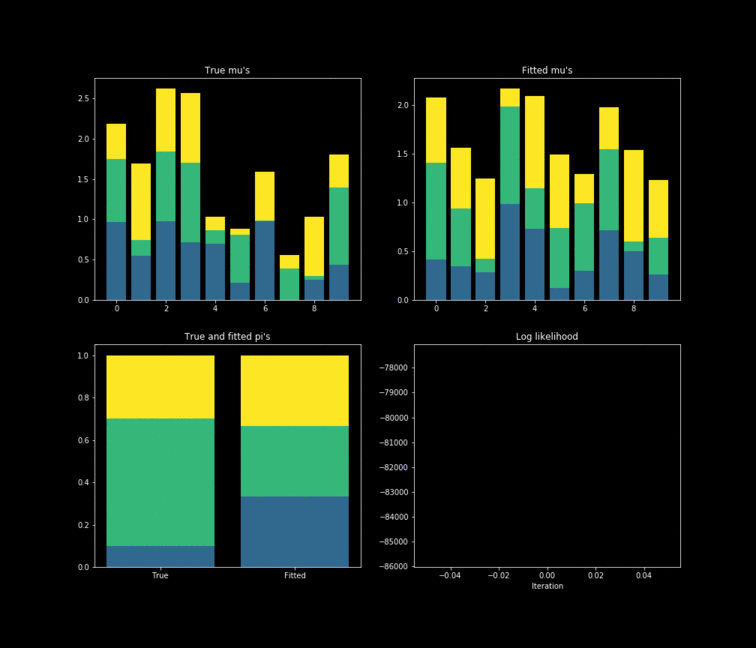 True mu's
2.5
2.0
1.5
1.0
0.5
0.0
0 2 4 6 8
Fitted mu's
2.0
1.5
1.0
0.5
0.0
0 2 4 6 8
True and fitted pi's
1.0
0.8
0.6
0.4
0.2
0.0
True Fitted
Log likelihood
−78000
−79000
−80000
−81000
−82000
−83000
−84000
−85000
−86000
−0.04 −0.02 0.00 0.02 0.04
Iteration